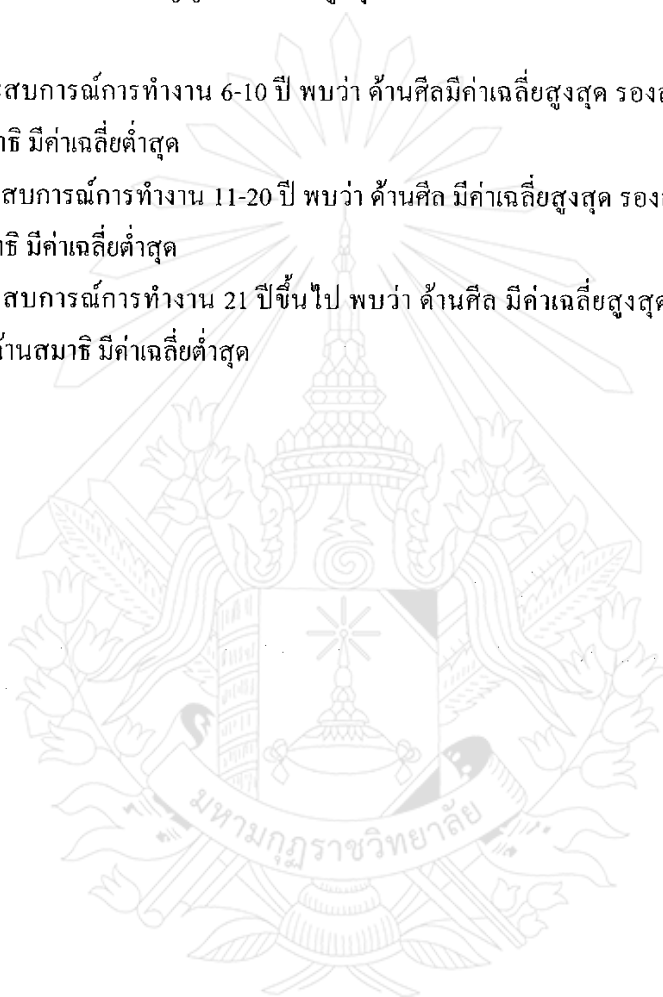 สบการณ์การทำงาน 6-10 ปี พบว่า ด้านศีลมีค่าเฉลี่ยสูงสุด รอง
าธิ มีค่าเฉลี่ยต่ำสุด
สบการณ์การทำงาน 11-20 ปี พบว่า ด้านศีล มีค่าเฉลี่ยสูงสุด รอง
าธิ มีค่าเฉลี่ยต่ำสุด
สบการณ์การทำงาน 21 ปีขึ้นไป พบว่า ด้านศีล มีค่าเฉลี่ยสูงสุด
้านสมาธิ มีค่าเฉลี่ยต่ำสุด
มหามกุฏราชวิทยาลัย